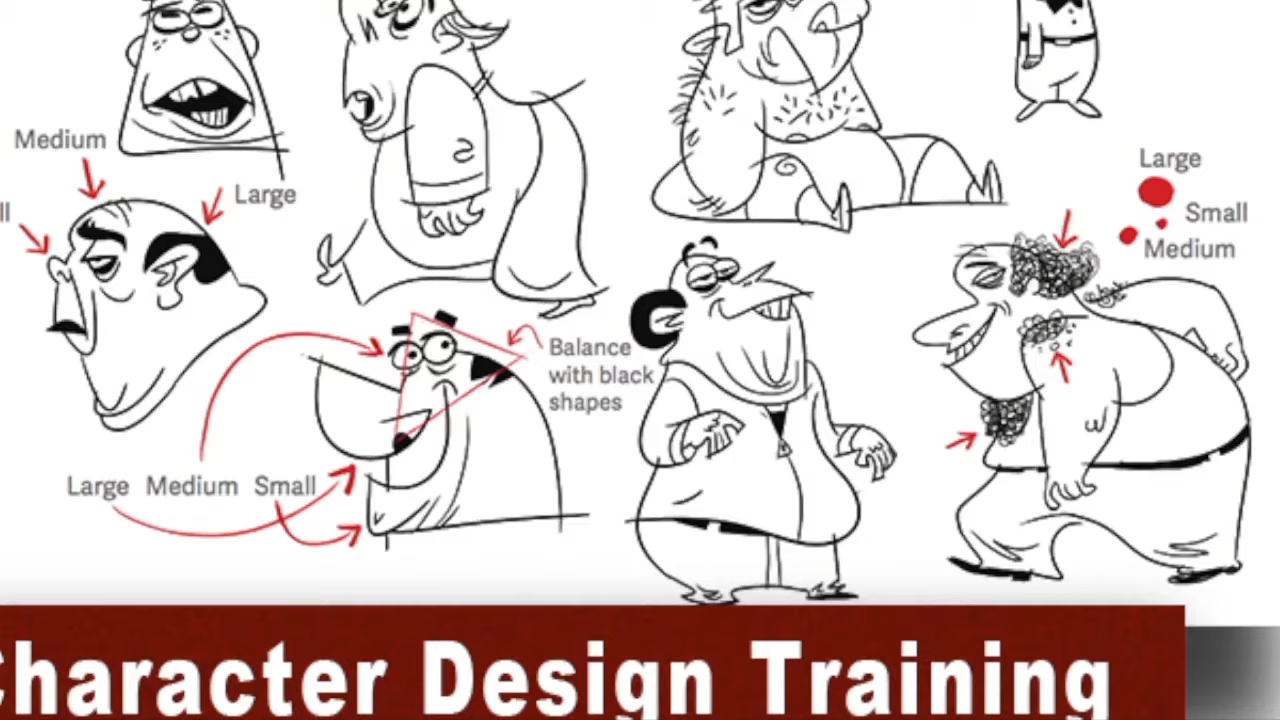 Medium
Large
Large
Small
Medium
Balance
with black
shapes
Large Medium Small
Character Design Training